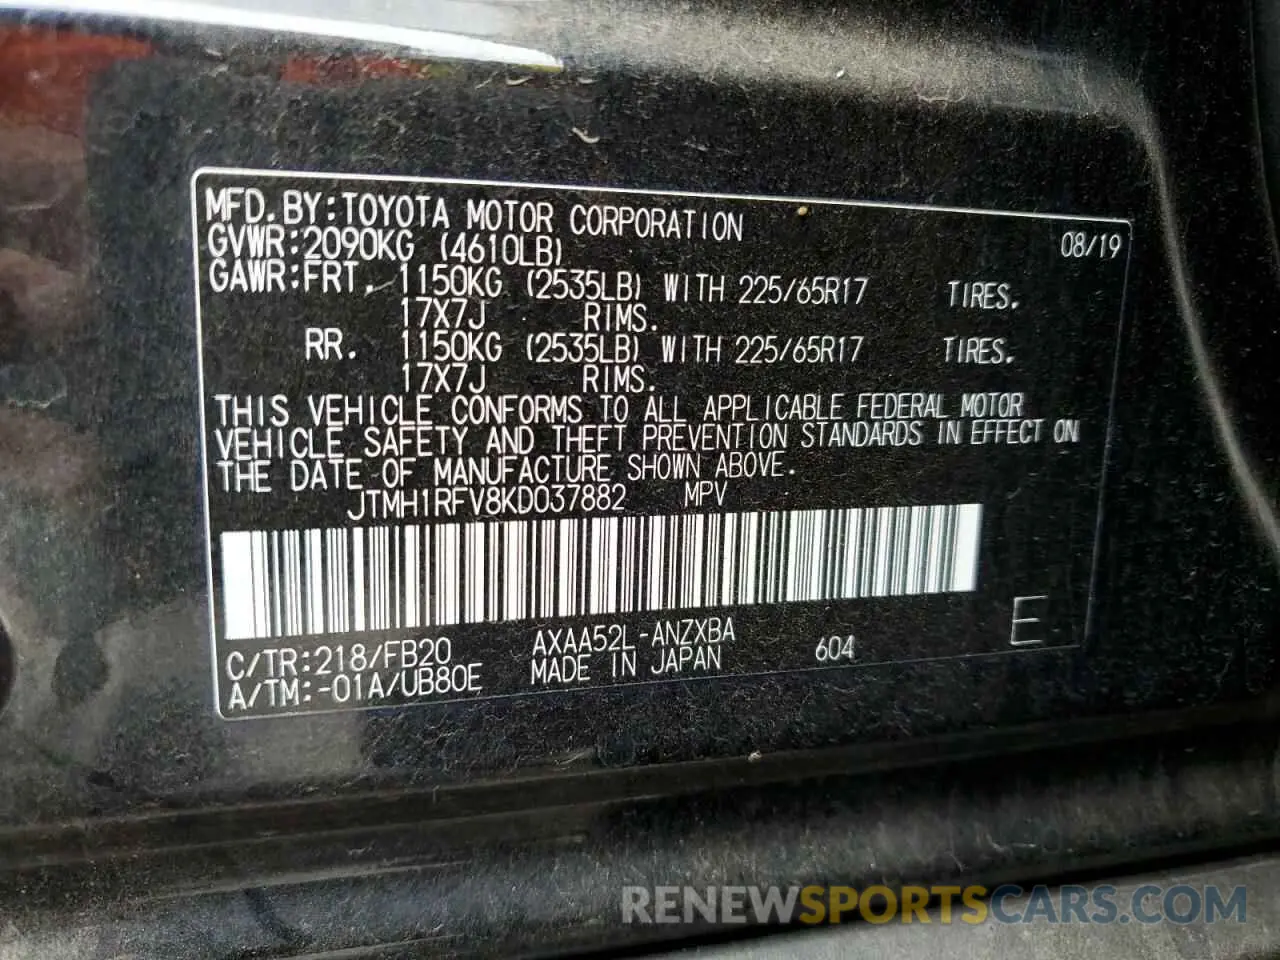 MFD.BY:TOYOTA MOTOR CORPORATION 08/19
GVWR:2090KG (4610LB)
GAWR:FRT. 1150KG (2535LB) WITH 225/65R17 TIRES.
17X7J RIMS.
RR. 1150KG (2535LB) WITH 225/65R17 TIRES.
17X7J RIMS.
THIS VEHICLE CONFORMS TO ALL APPLICABLE FEDERAL MOTOR
VEHICLE SAFETY AND THEFT PREVENTION STANDARDS IN EFFECT ON
THE DATE OF MANUFACTURE SHOWN ABOVE.
JTMH1RFV8KD037882 MPV
C/TR:218/FB20 AXAA52L-ANZXBA 604 E
A/TM:-01A/UB80E MADE IN JAPAN
RENEWSPORTSCARS.COM